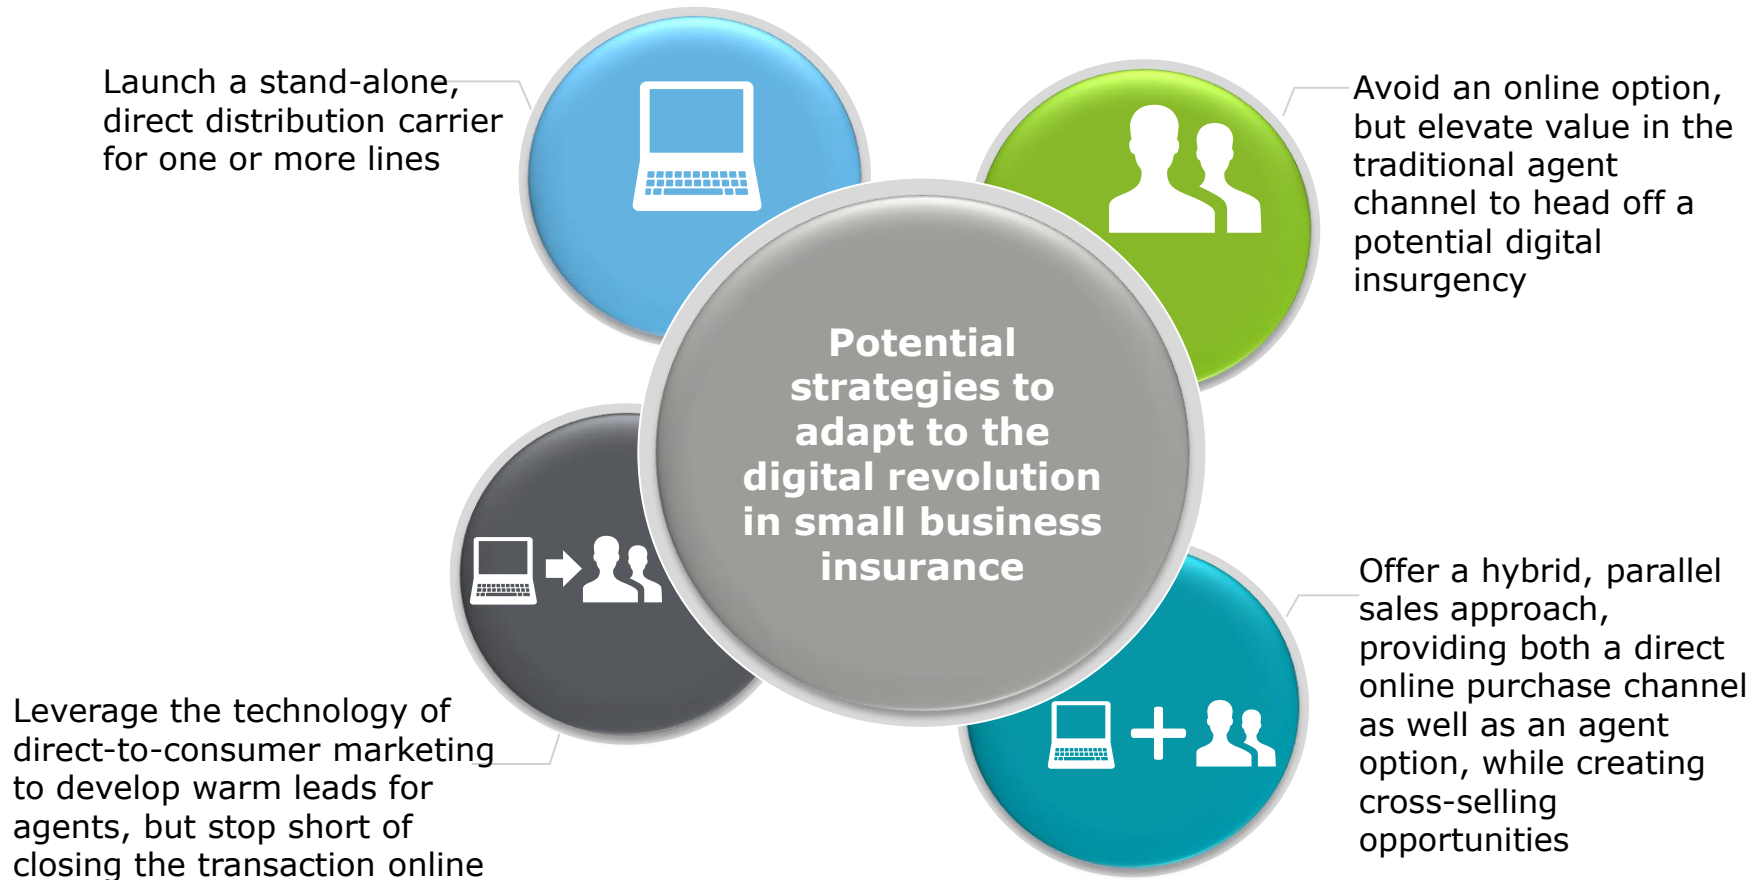 Launch a stand-alone,
direct distribution carrier
for one or more lines
Avoid an online option,
but elevate value in the
traditional agent
channel to head off a
potential digital
insurgency
Potential
strategies to
adapt to the
digital revolution
in small business
insurance
Leverage the technology of
direct-to-consumer marketing
to develop warm leads for
agents, but stop short of
closing the transaction online
Offer a hybrid, parallel
sales approach,
providing both a direct
online purchase channel
as well as an agent
option, while creating
cross-selling
opportunities